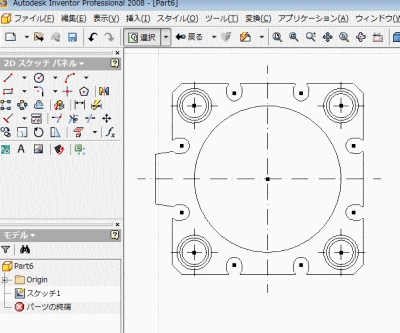 Autodesk Inventor Professional 2008 - [Part6]
ファイル(F) 編集(E) 表示(V) 挿入(I) スタイル(O) ツール(T) 変換(C) アプリケーション(A) ウィンドウ(W)
選択 戻る
2D スケッチ パネル
fx
A
モデル
Part6
Origin
スケッチ1
パーツの終端